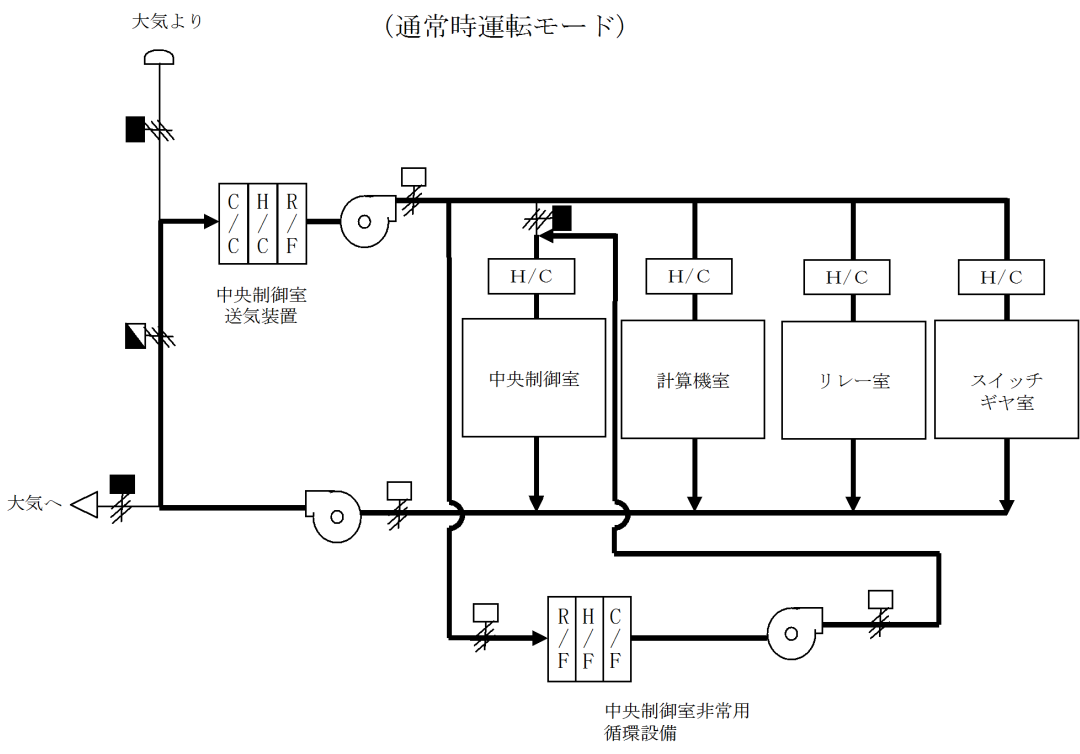 大気より
(通常時運転モード)
C/C
H/C
R/F
中央制御室
送気装置
H/C
H/C
H/C
H/C
中央制御室
計算機室
リレー室
スイッチ
ギヤ室
大気へ
R/F
H/F
C/F
中央制御室非常用
循環設備